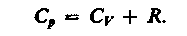 C_p = C_V + R.